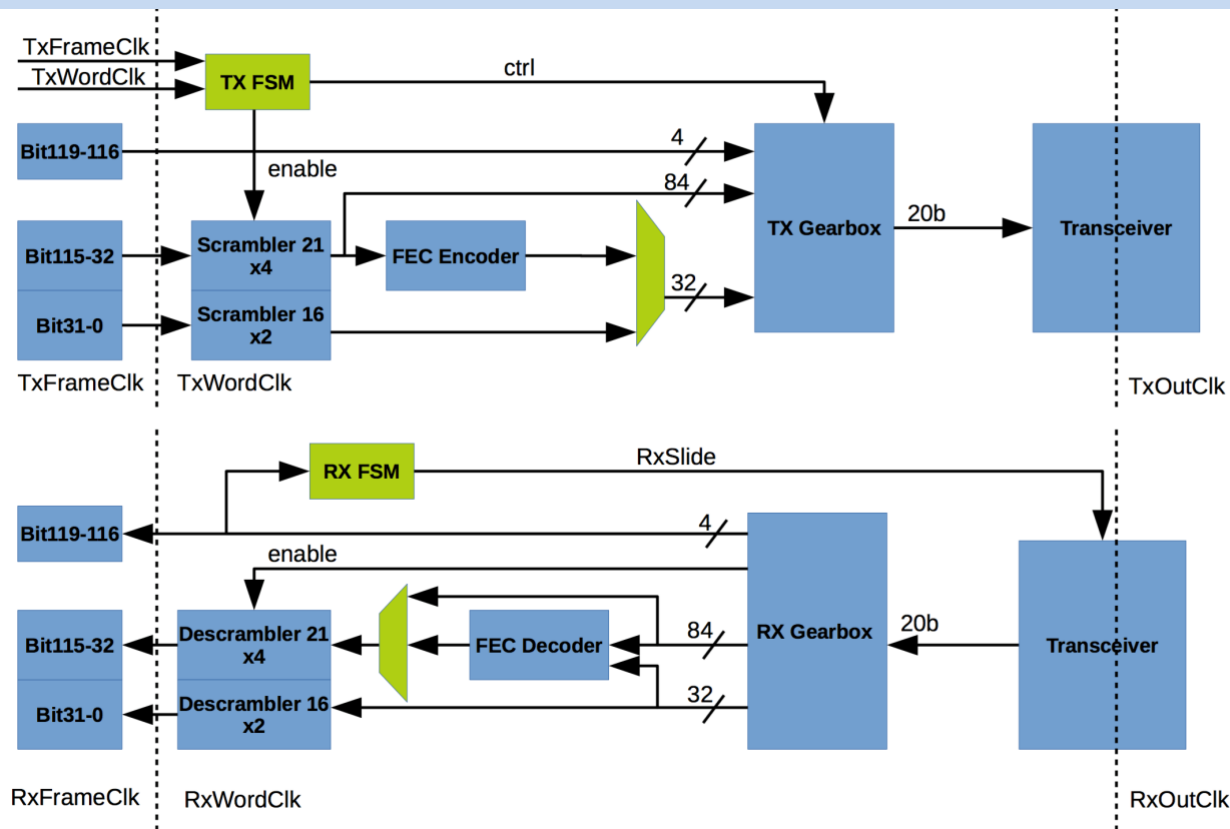 TxFrameClk
TX FSM
ctrl
TxWordClk
Bit119-116
enable
4
84
Bit115-32
Scrambler 21
x4
FEC Encoder
TX Gearbox
20b
Transceiver
32
Bit31-0
Scrambler 16
x2
TxFrameClk
TxWordClk
TxOutClk
RX FSM
RxSlide
Bit119-116
4
enable
Bit115-32
Descrambler 21
x4
FEC Decoder
84
RX Gearbox
20b
Transceiver
32
Bit31-0
Descrambler 16
x2
RxFrameClk
RxWordClk
RxOutClk